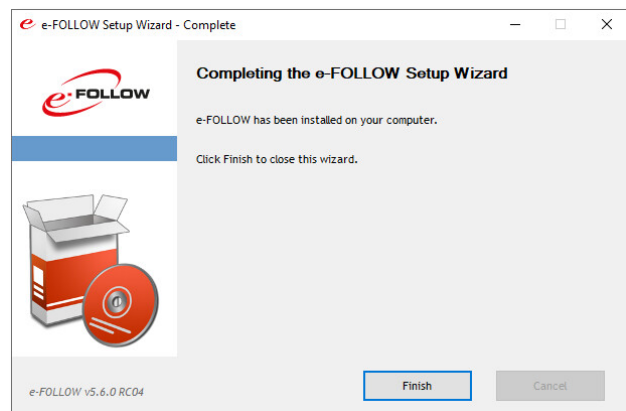 e-FOLLOW Setup Wizard - Complete
e-FOLLOW
Completing the e-FOLLOW Setup Wizard
e-FOLLOW has been installed on your computer.
Click Finish to close this wizard.
e-FOLLOW v5.6.0 RC04
Finish
Cancel